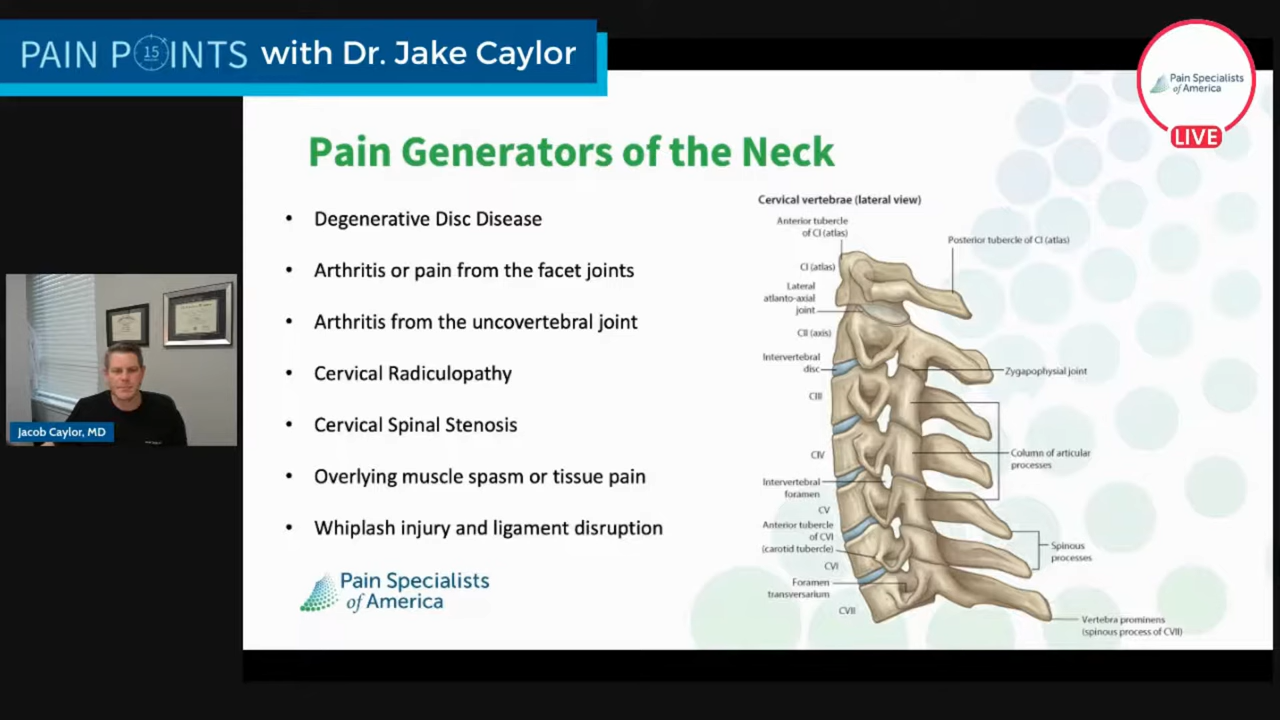 PAIN P15INTS with Dr. Jake Caylor
Pain Specialists
of America
LIVE
Pain Generators of the Neck
• Degenerative Disc Disease
• Arthritis or pain from the facet joints
• Arthritis from the uncovertebral joint
• Cervical Radiculopathy
• Cervical Spinal Stenosis
• Overlying muscle spasm or tissue pain
• Whiplash injury and ligament disruption
Pain Specialists
of America
Jacob Caylor, MD
Cervical vertebrae (lateral view)
Anterior tubercle
of CI (atlas)
Posterior tubercle of CI (atlas)
CI (atlas)
Lateral
atlanto-axial
joint
CII (axis)
Intervertebral
disc
Zygapophysial joint
CIII
Column of articular
processes
CIV
Intervertebral
foramen
CV
Anterior tubercle
of CVI
(carotid tubercle)
Spinous
processes
CVI
Foramen
transversarium
CVII
Vertebra prominens
(spinous process of CVII)